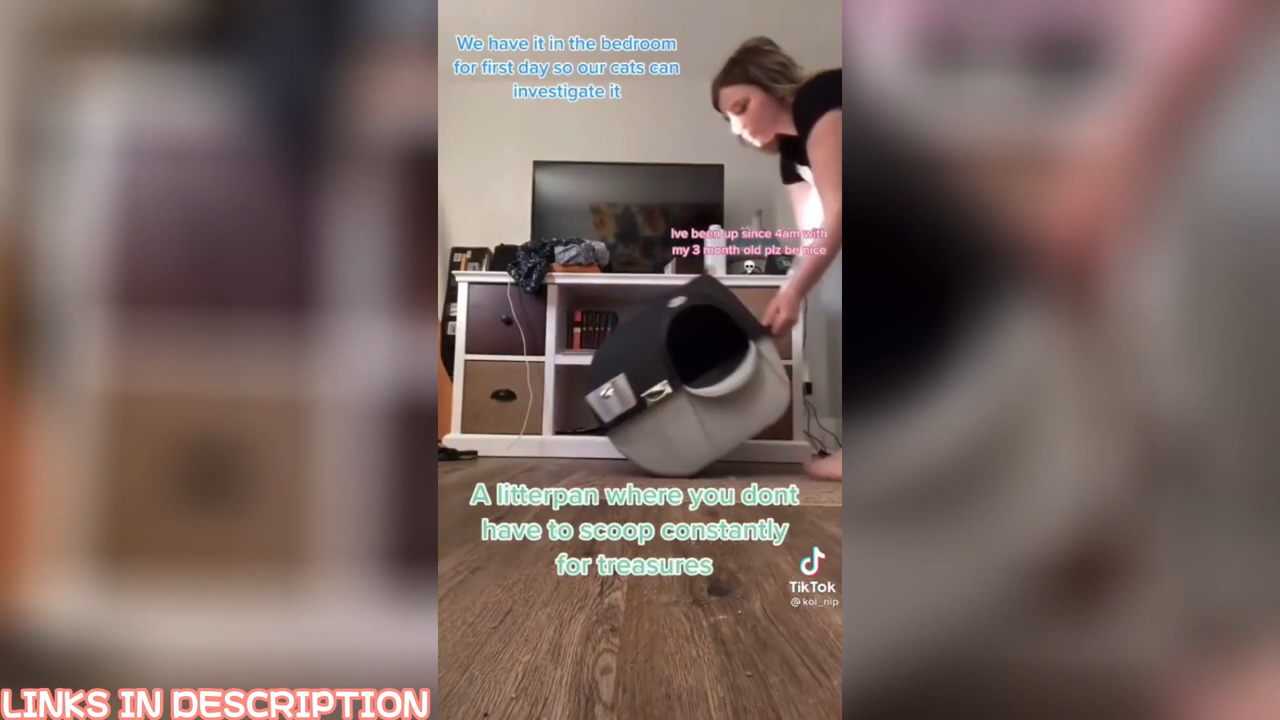 We have it in the bedroom
for first day so our cats can
investigate it
Ive been up since 4am with
my 3 month old plz be nice
A litterpan where you dont
have to scoop constantly
for treasures
TikTok
@koi_nip
LINKS IN DESCRIPTION